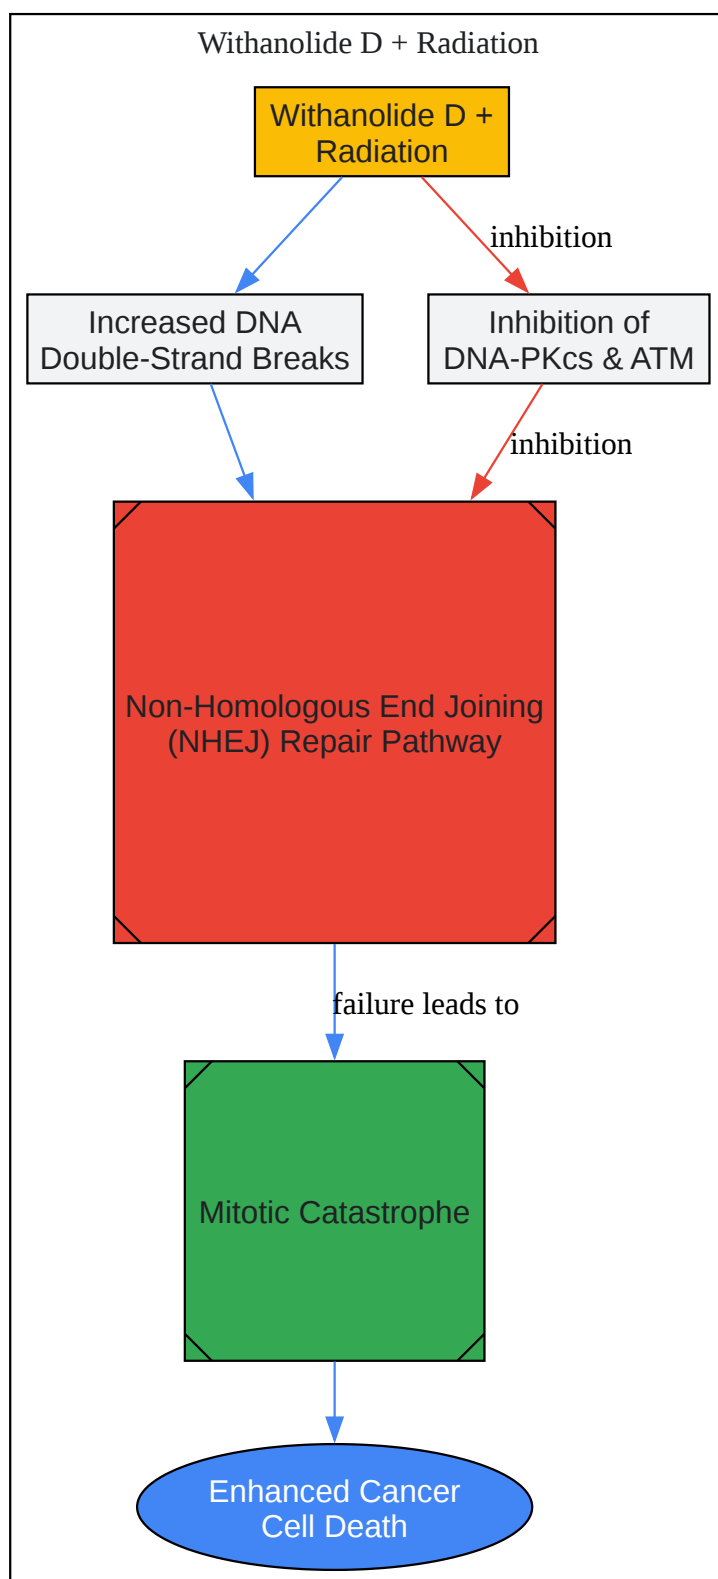 Withanolide D + Radiation
Withanolide D +
Radiation
inhibition
Increased DNA
Double-Strand Breaks
Inhibition of
DNA-PKcs & ATM
inhibition
Non-Homologous End Joining
(NHEJ) Repair Pathway
failure leads to
Mitotic Catastrophe
Enhanced Cancer
Cell Death